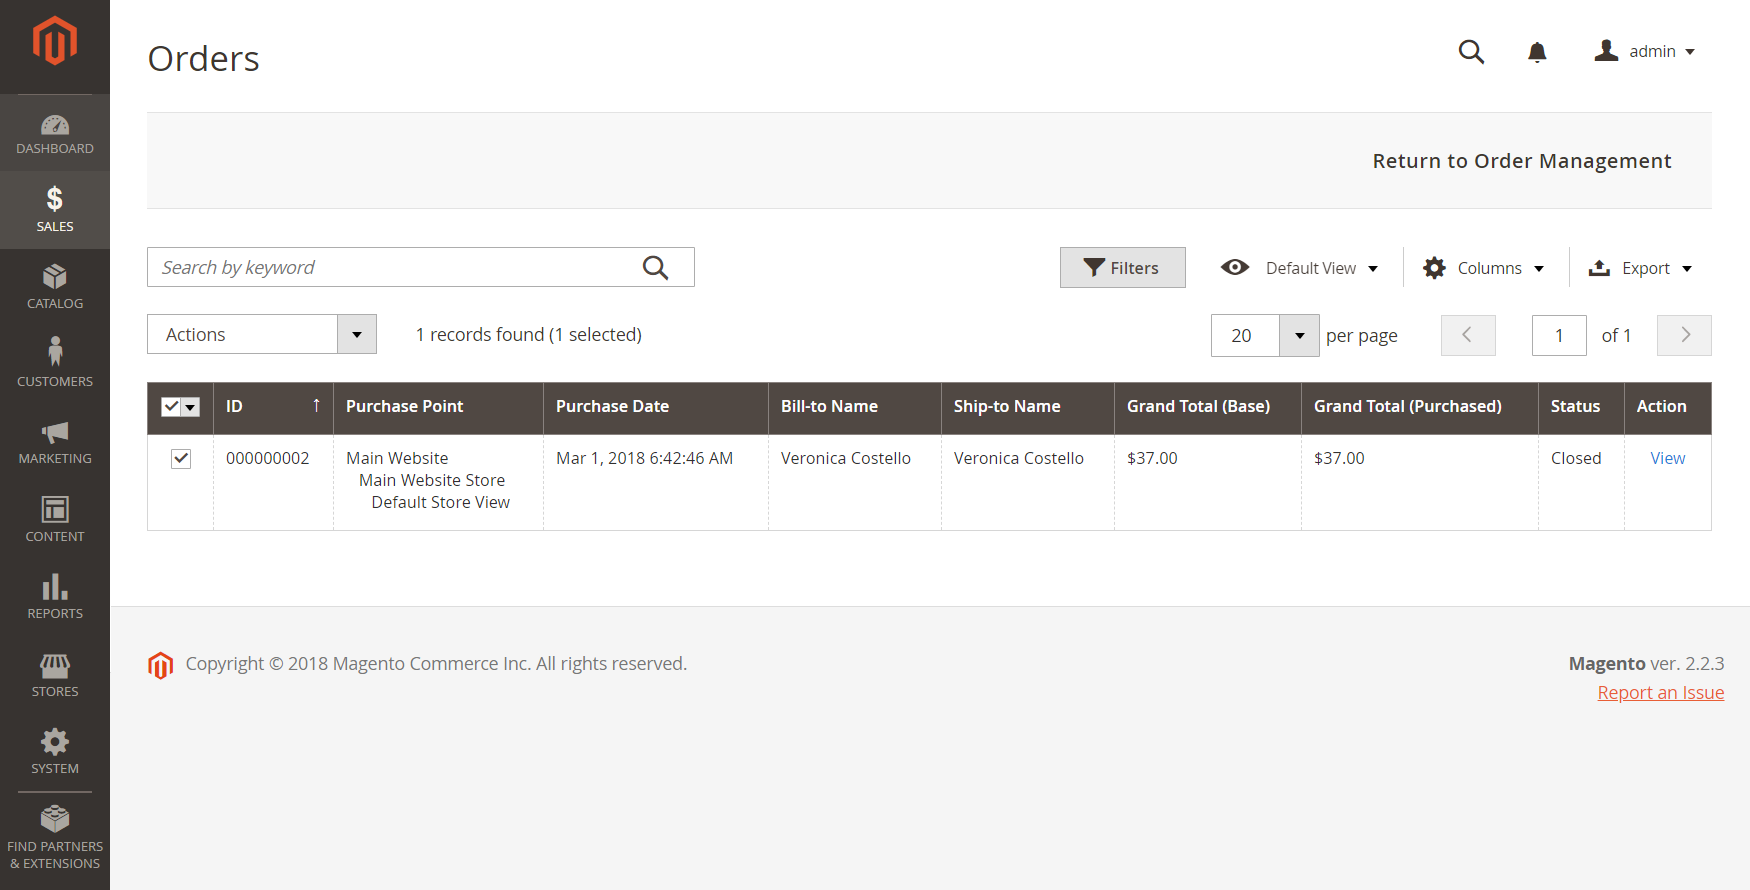 Orders
admin
DASHBOARD
SALES
CATALOG
CUSTOMERS
MARKETING
CONTENT
REPORTS
STORES
SYSTEM
FIND PARTNERS
& EXTENSIONS
Return to Order Management
Search by keyword
Filters
Default View
Columns
Export
Actions
1 records found (1 selected)
20
per page
1
of 1
ID ↑ Purchase Point Purchase Date Bill-to Name Ship-to Name Grand Total (Base) Grand Total (Purchased) Status Action
000000002 Main Website Mar 1, 2018 6:42:46 AM Veronica Costello Veronica Costello $37.00 $37.00 Closed View
Main Website Store
Default Store View
Copyright © 2018 Magento Commerce Inc. All rights reserved.
Magento ver. 2.2.3
Report an Issue